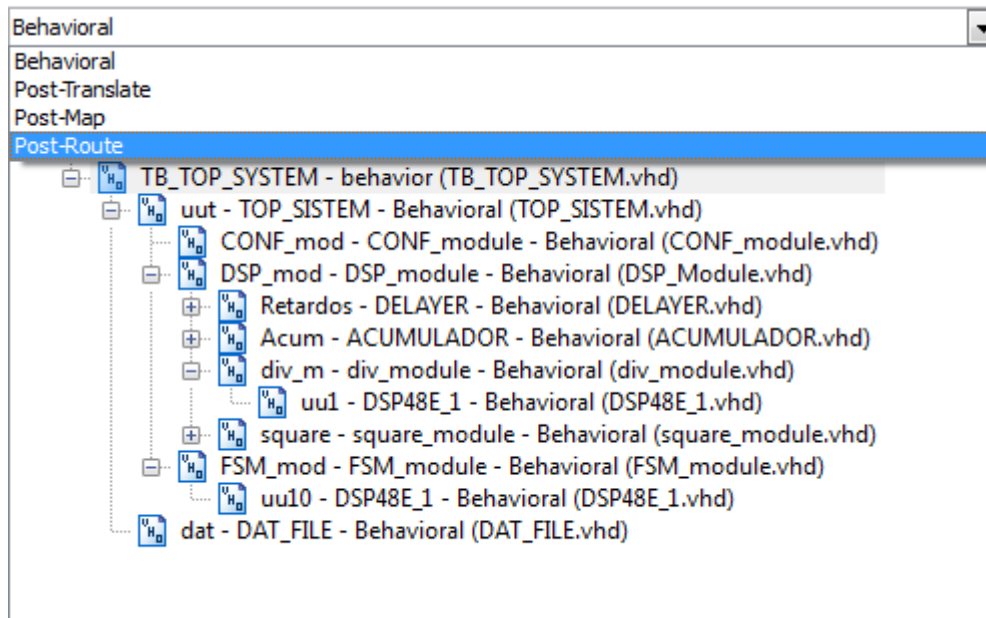 Behavioral
Behavioral
Post-Translate
Post-Map
Post-Route
TB_TOP_SYSTEM - behavior (TB_TOP_SYSTEM.vhd)
uut - TOP_SISTEM - Behavioral (TOP_SISTEM.vhd)
CONF_mod - CONF_module - Behavioral (CONF_module.vhd)
DSP_mod - DSP_module - Behavioral (DSP_Module.vhd)
Retardos - DELAYER - Behavioral (DELAYER.vhd)
Acum - ACUMULADOR - Behavioral (ACUMULADOR.vhd)
div_m - div_module - Behavioral (div_module.vhd)
uu1 - DSP48E_1 - Behavioral (DSP48E_1.vhd)
square - square_module - Behavioral (square_module.vhd)
FSM_mod - FSM_module - Behavioral (FSM_module.vhd)
uu10 - DSP48E_1 - Behavioral (DSP48E_1.vhd)
dat - DAT_FILE - Behavioral (DAT_FILE.vhd)